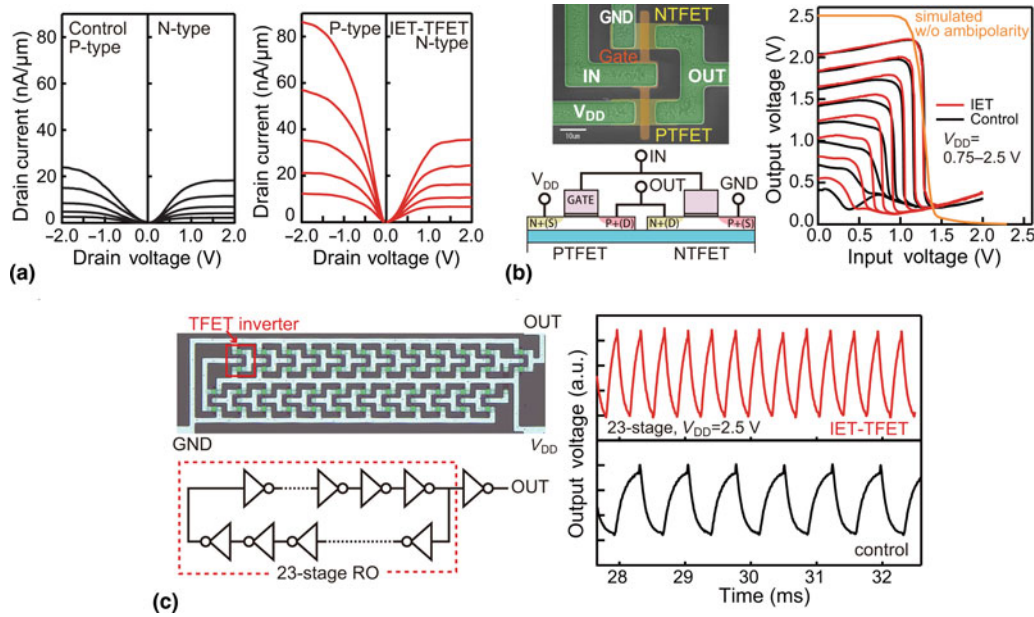 Control
P-type
N-type
Drain current (nA/μm)
80
60
40
20
0
−2.0
−1.0
0
1.0
2.0
Drain voltage (V)
P-type
IET-TFET
N-type
Drain current (nA/μm)
80
60
40
20
0
−2.0
−1.0
0
1.0
2.0
Drain voltage (V)
(a)
GND
NTFET
Gate
IN
OUT
VDD
PTFET
10um
IN
VDD
OUT
GND
GATE
N+(S)
P+(D)
N+(D)
P+(S)
PTFET
NTFET
(b)
Output voltage (V)
2.5
2.0
1.5
1.0
0.5
0.0
simulated
w/o ambipolarity
IET
Control
VDD=
0.75–2.5 V
0.0
0.5
1.0
1.5
2.0
2.5
Input voltage (V)
TFET inverter
OUT
GND
VDD
OUT
23-stage RO
(c)
Output voltage (a.u.)
23-stage, VDD=2.5 V
IET-TFET
control
28
29
30
31
32
Time (ms)